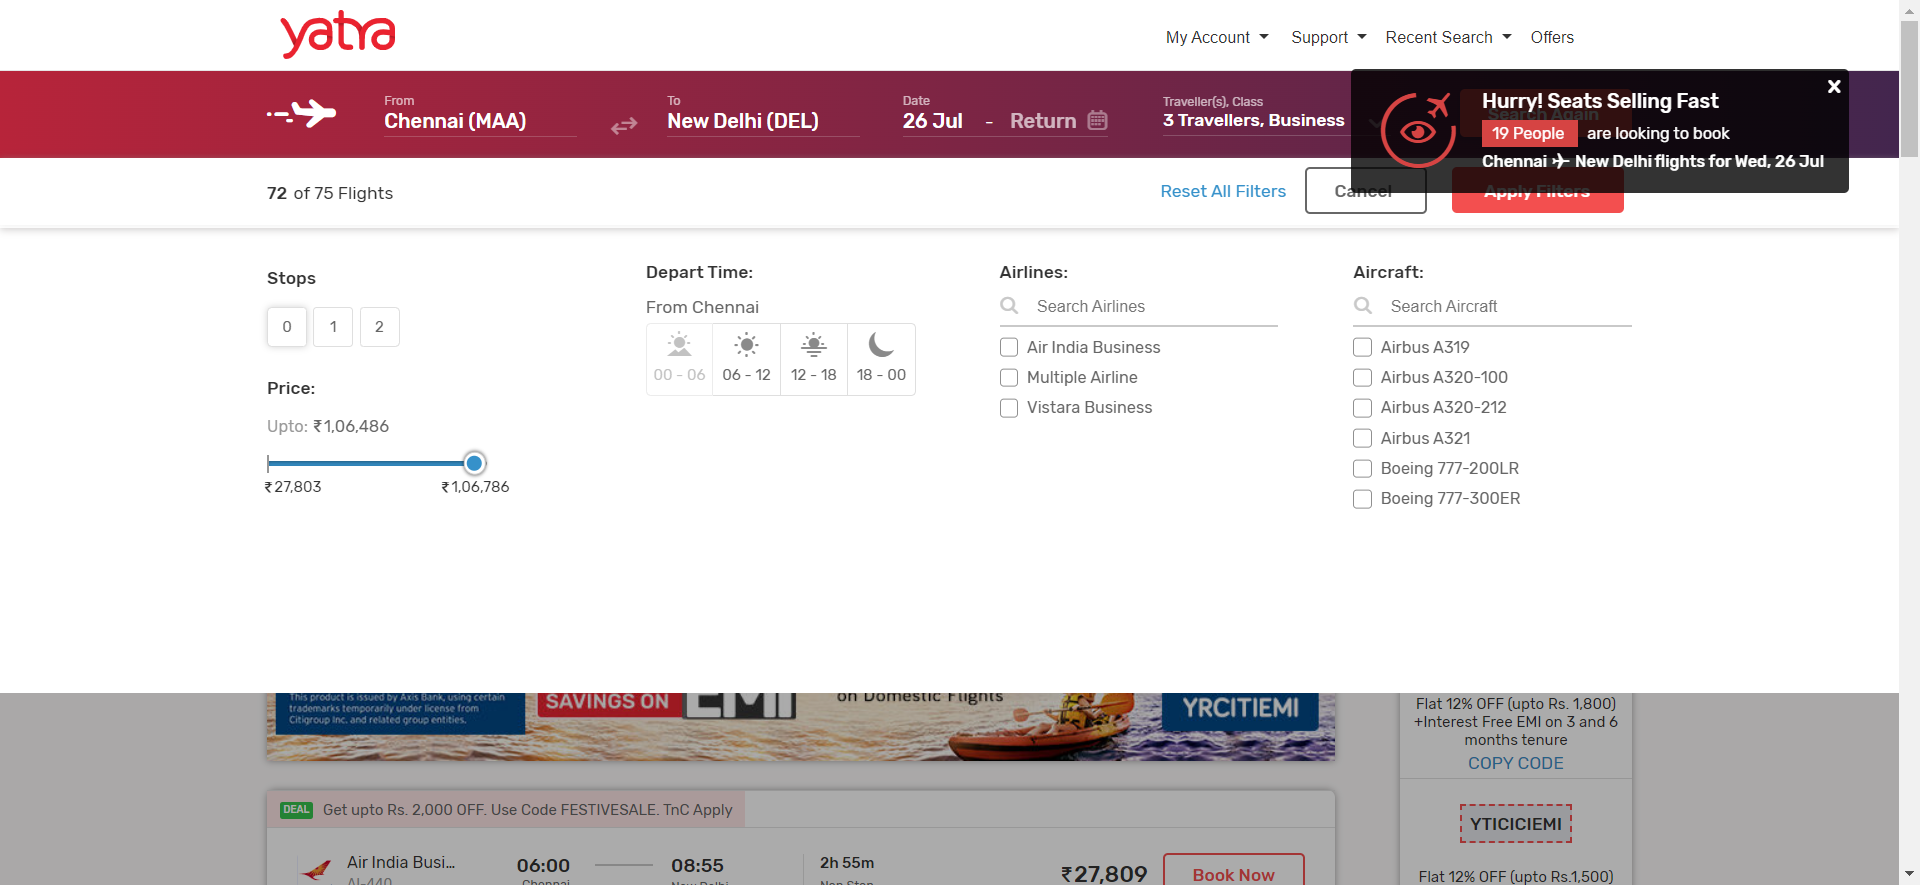 yatra
My Account
Support
Recent Search
Offers
From
Chennai (MAA)
To
New Delhi (DEL)
Date
26 Jul - Return
Traveller(s), Class
3 Travellers, Business
Search Again
Hurry! Seats Selling Fast
19 People are looking to book
Chennai New Delhi flights for Wed, 26 Jul
72 of 75 Flights
Reset All Filters
Cancel
Apply Filters
Stops
0 1 2
Price:
Upto: ₹1,06,486
₹27,803 ₹1,06,786
Depart Time:
From Chennai
00 - 06 06 - 12 12 - 18 18 - 00
Airlines:
Search Airlines
Air India Business
Multiple Airline
Vistara Business
Aircraft:
Search Aircraft
Airbus A319
Airbus A320-100
Airbus A320-212
Airbus A321
Boeing 777-200LR
Boeing 777-300ER
This product is issued by Axis Bank, using certain
trademarks temporarily under license from
Citigroup Inc. and related group entities.
SAVINGS ON EMI
on Domestic Flights
YRCITIEMI
Flat 12% OFF (upto Rs. 1,800)
+Interest Free EMI on 3 and 6
months tenure
COPY CODE
YTICICIEMI
Flat 12% OFF (upto Rs.1,500)
DEAL Get upto Rs. 2,000 OFF. Use Code FESTIVESALE. TnC Apply
Air India Busi...
AI-440
06:00
Chennai
08:55
New Delhi
2h 55m
Non Stop
₹27,809
Book Now